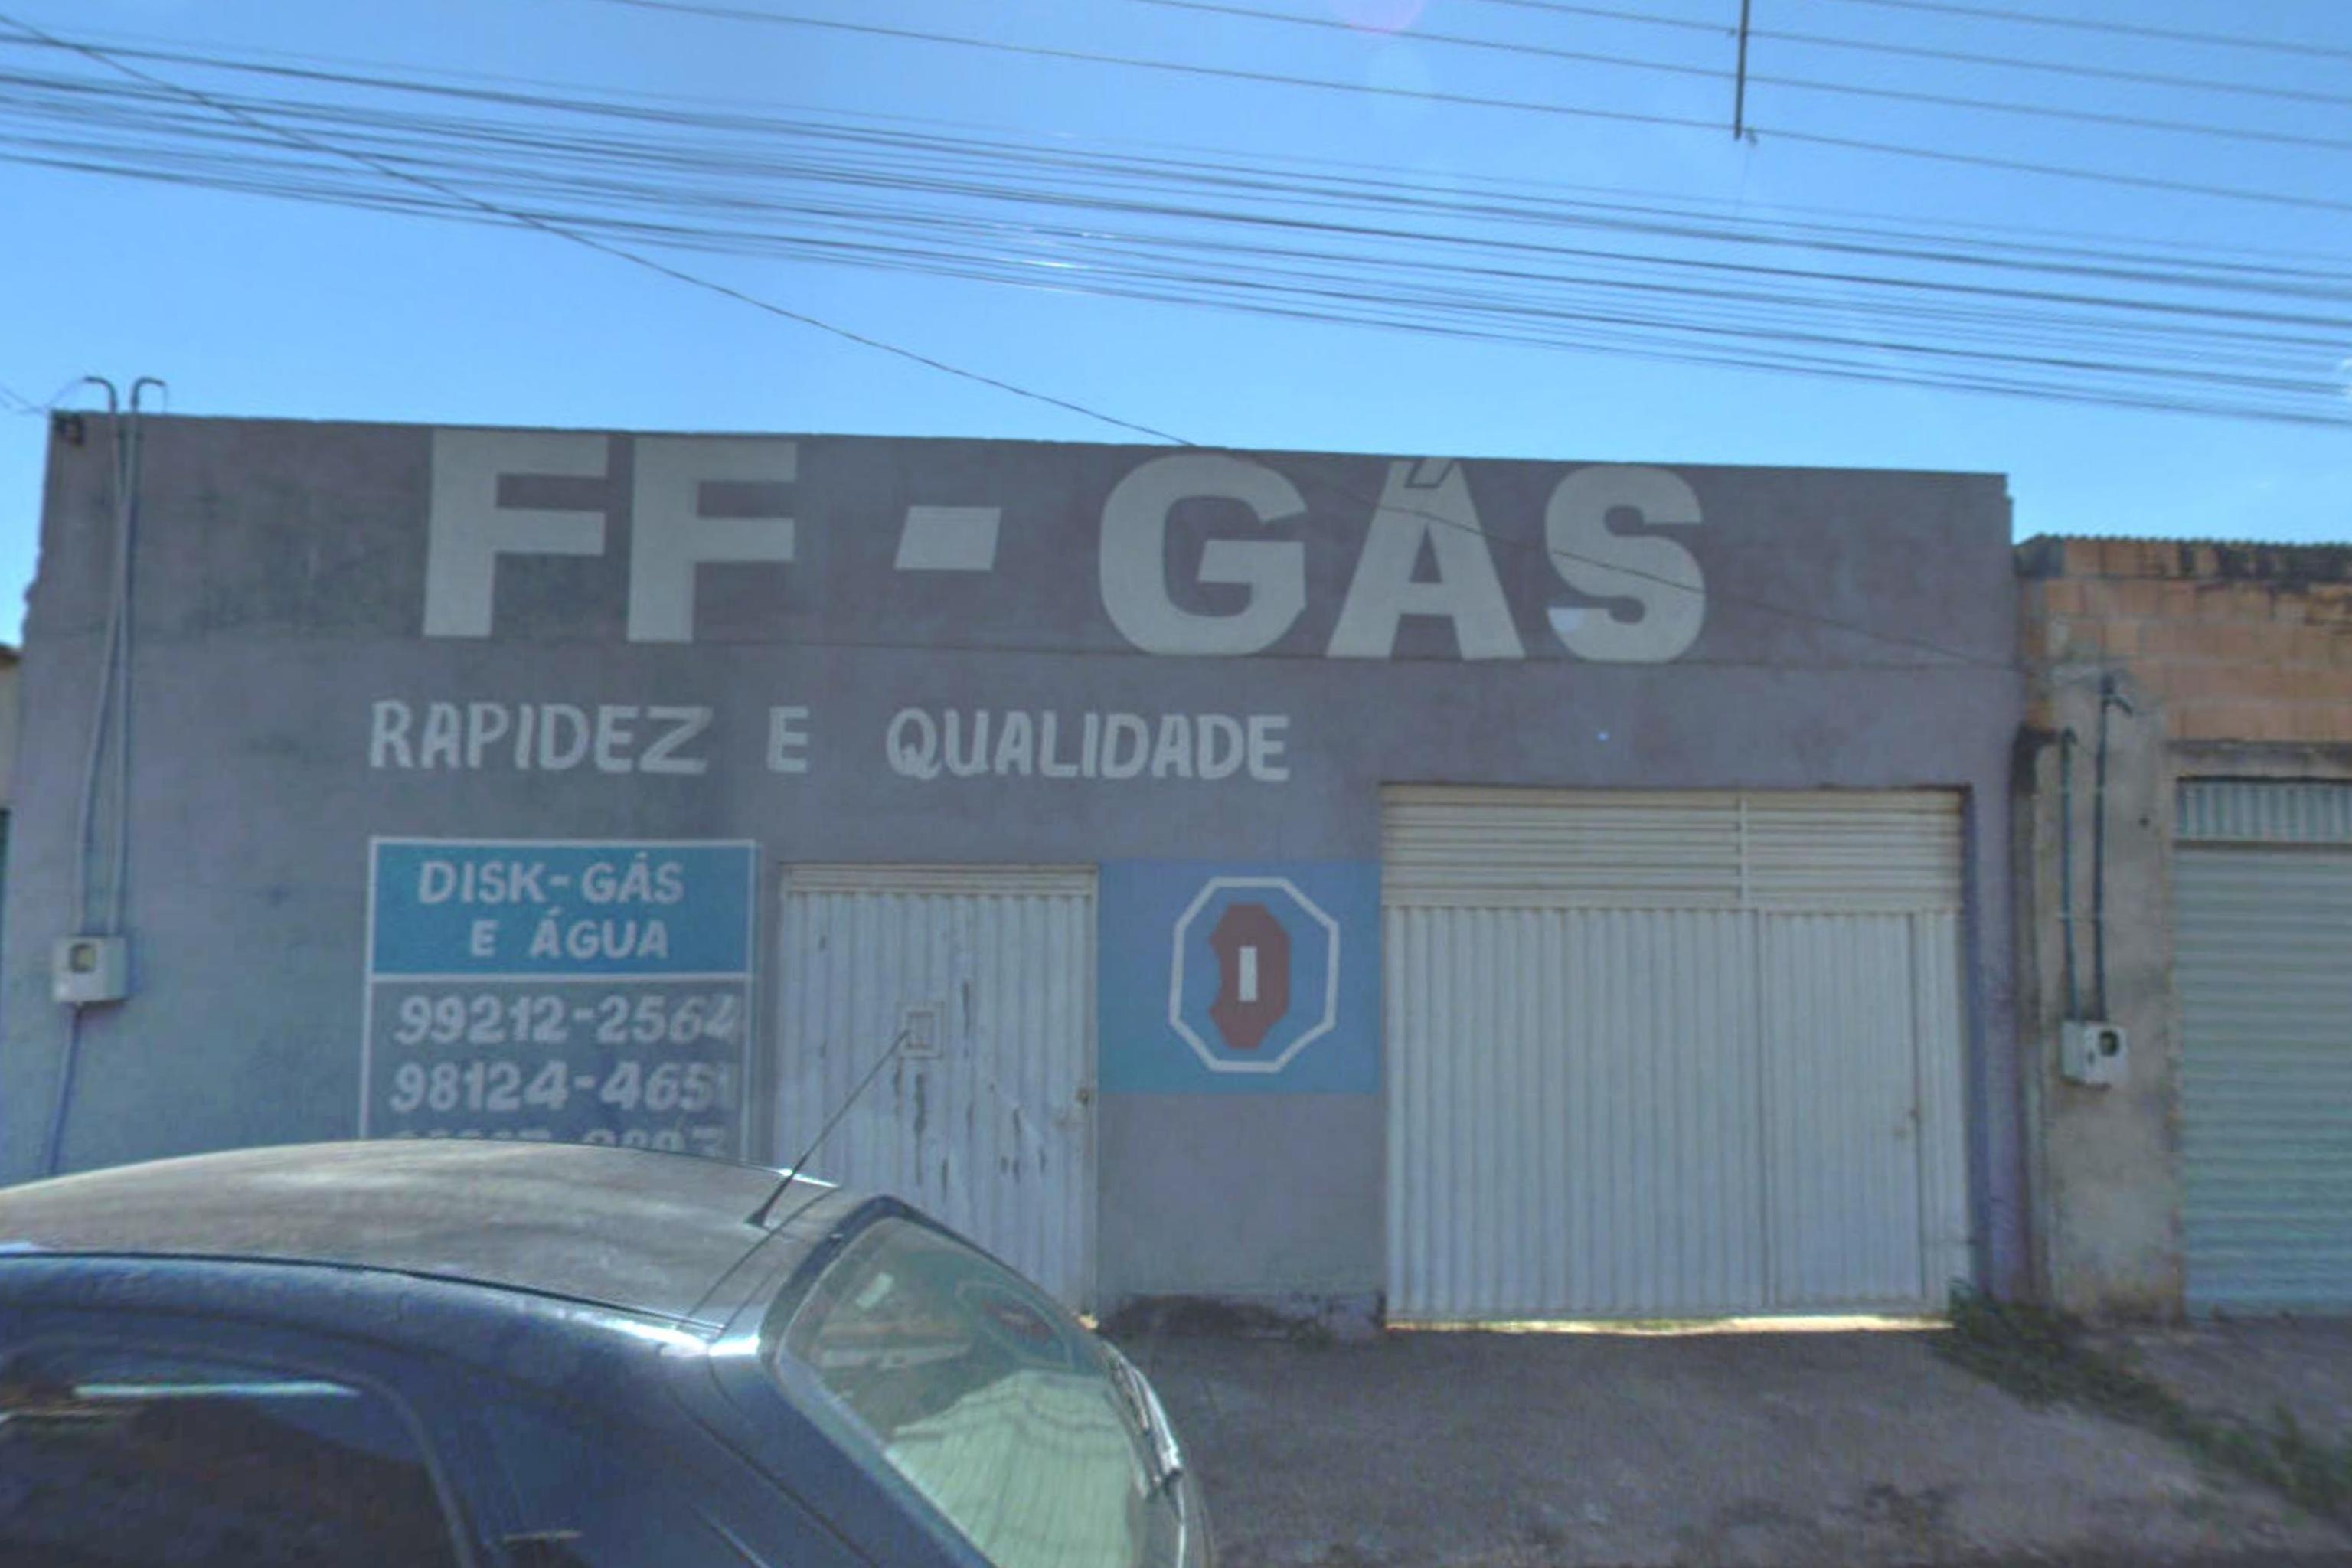 FF - GÁS
RAPIDEZ E QUALIDADE
DISK-GÁS
E ÁGUA
99212-2564
98124-4651